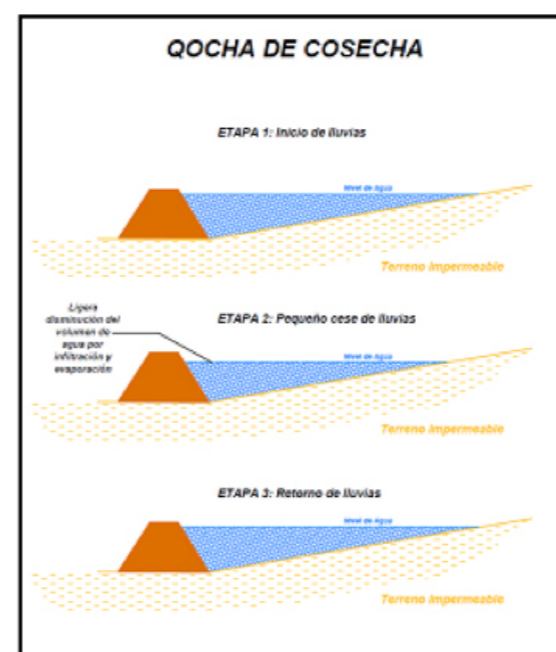 QOCHA DE COSECHA
ETAPA 1: Inicio de lluvias
Nivel de Agua
Terreno Impermeable
Ligera
disminución del
volumen de
agua por
infiltración y
evaporación
ETAPA 2: Pequeño cese de lluvias
Nivel de Agua
Terreno Impermeable
ETAPA 3: Retorno de lluvias
Nivel de Agua
Terreno Impermeable